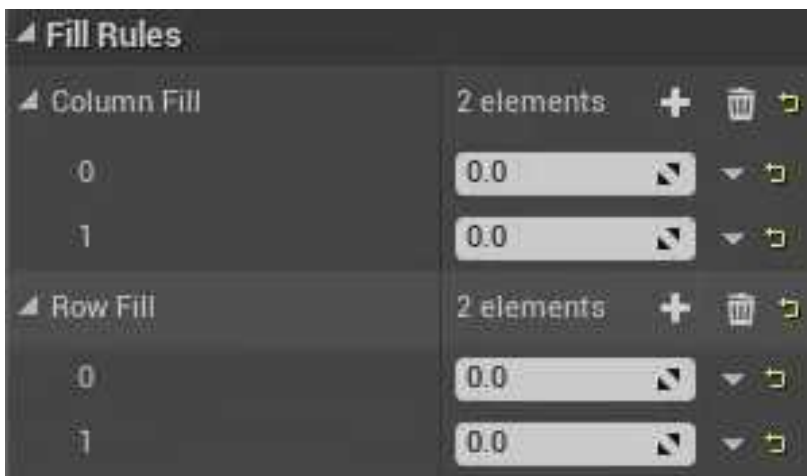 Fill Rules
Column Fill 2 elements
0 0.0
1 0.0
Row Fill 2 elements
0 0.0
1 0.0